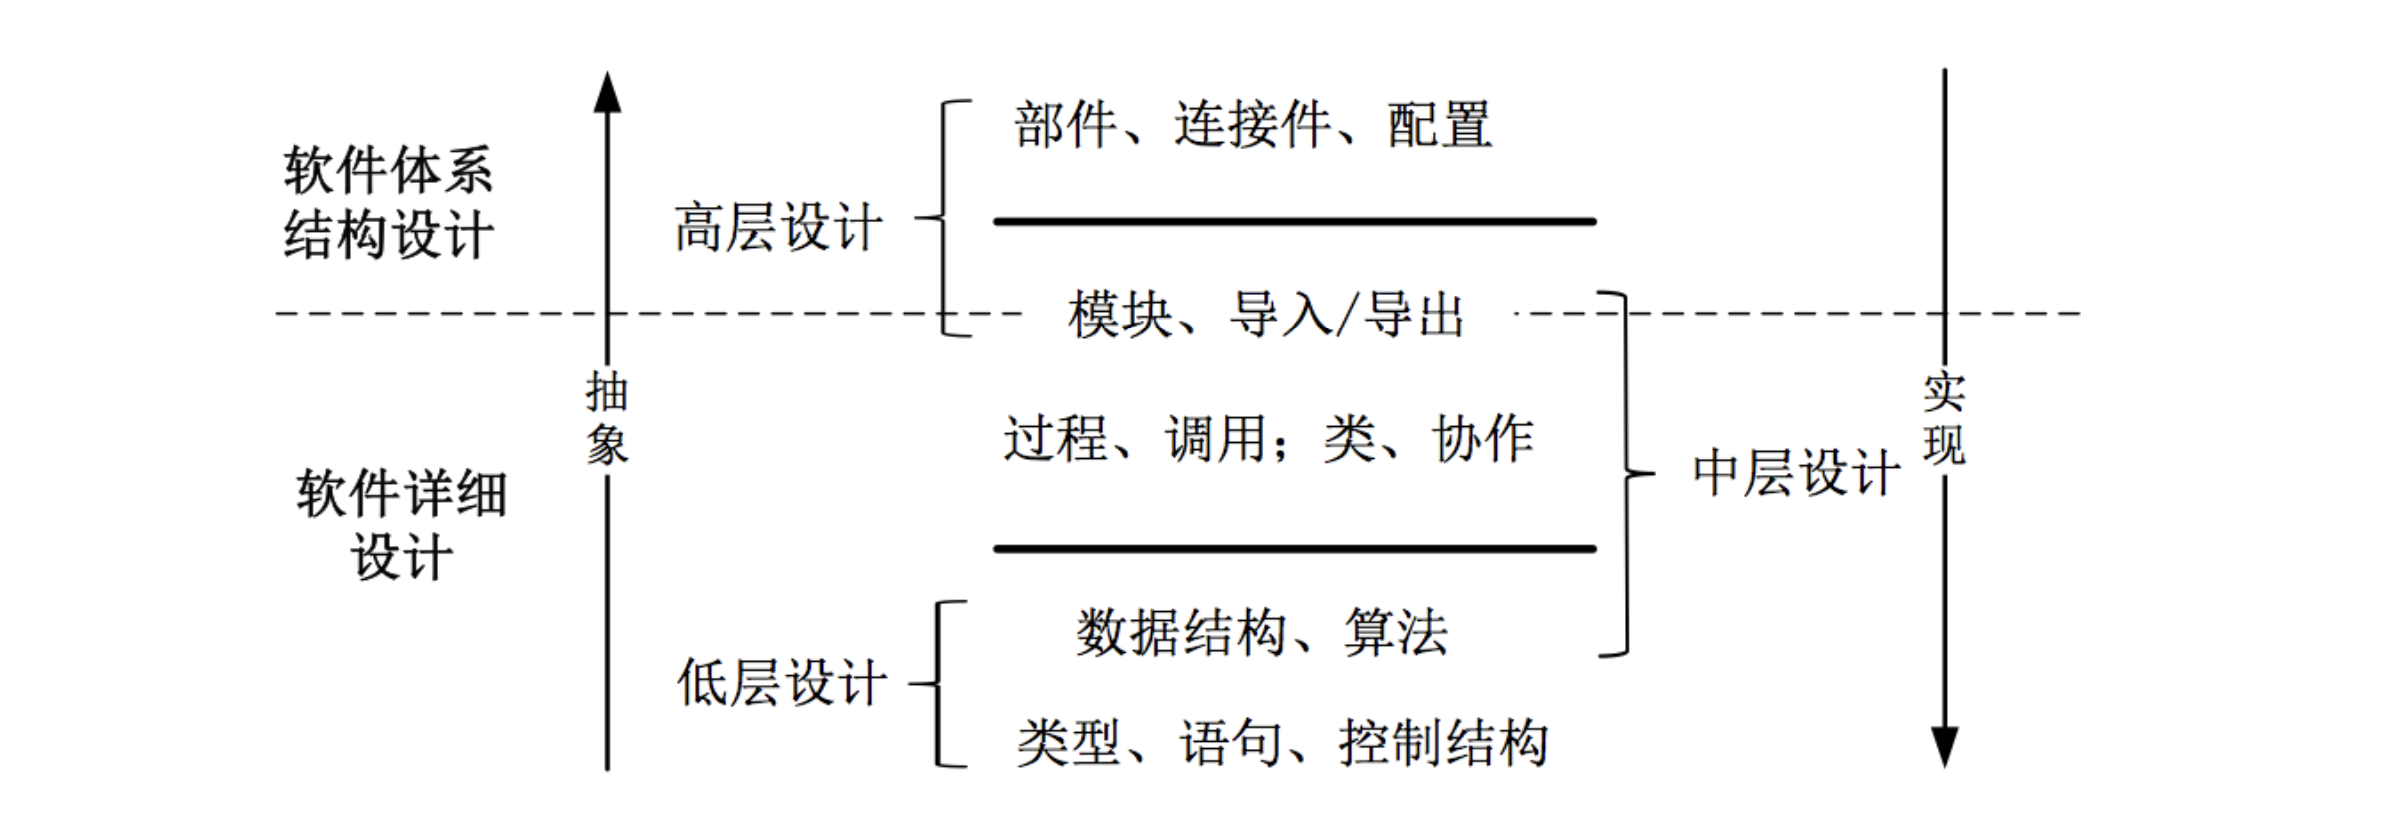 软件体系
结构设计
抽
象
高层设计
部件、连接件、配置
模块、导入/导出
过程、调用；类、协作
中层设计
实
现
软件详细
设计
低层设计
数据结构、算法
类型、语句、控制结构